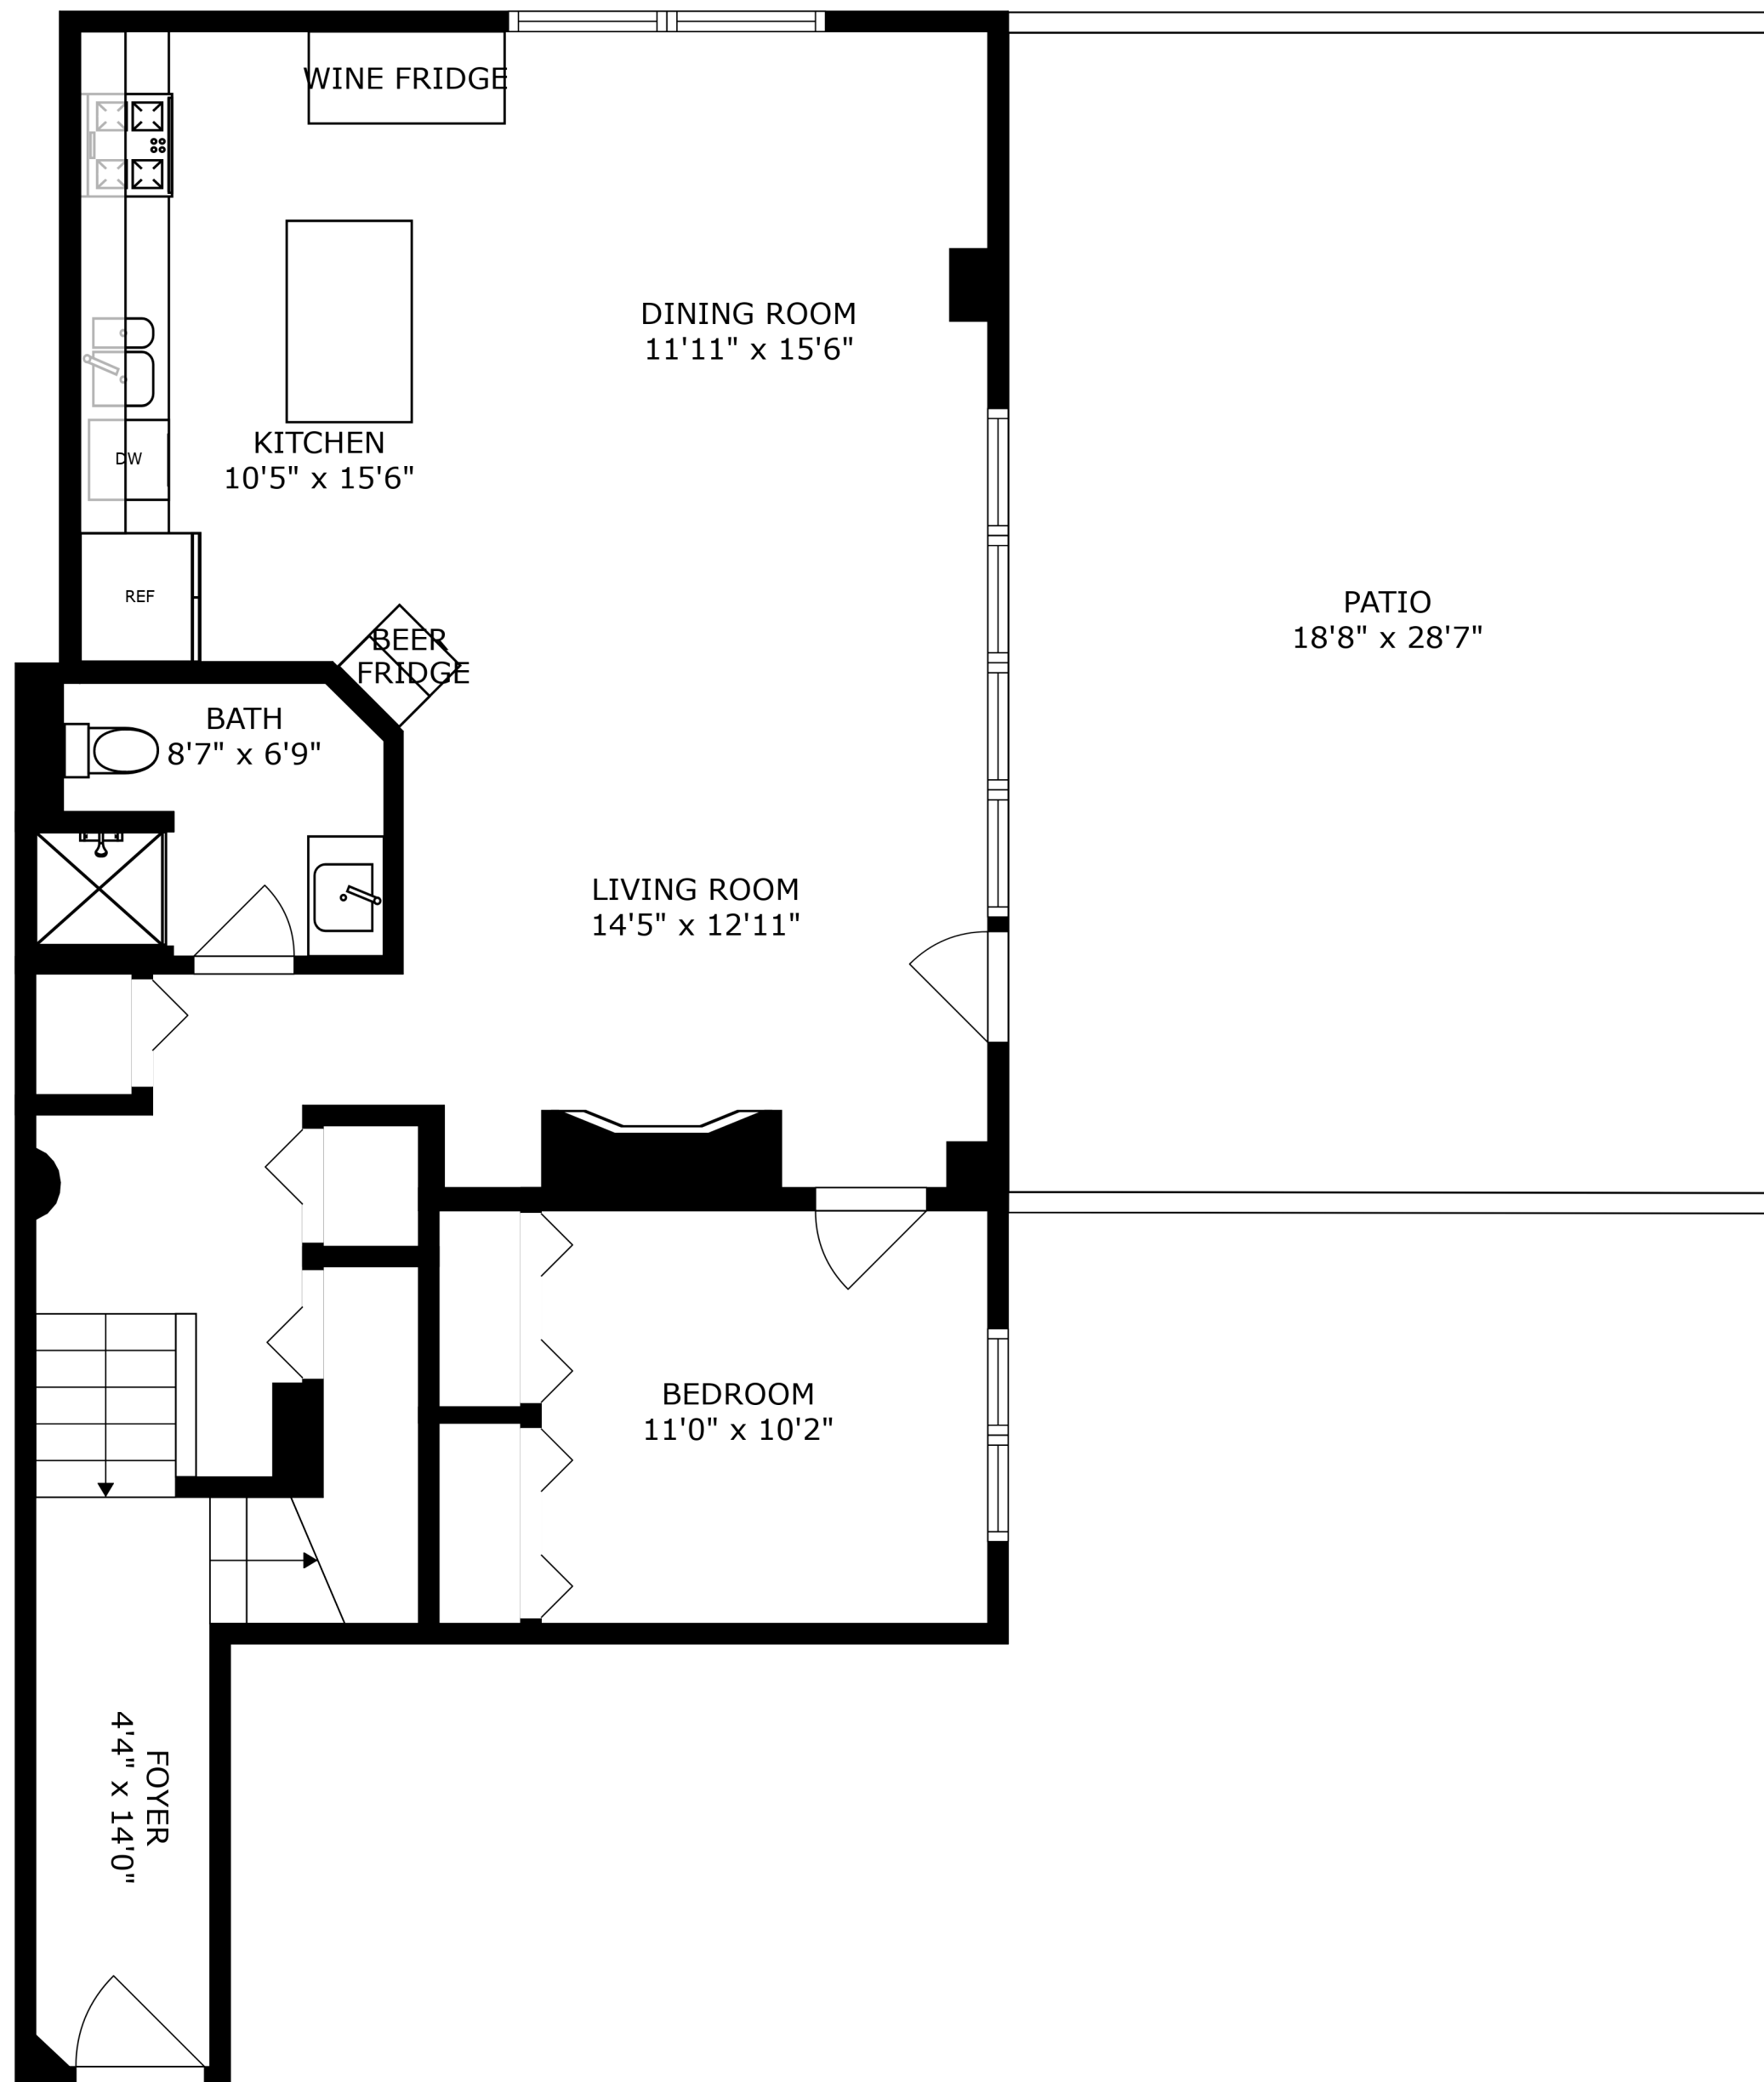 WINE FRIDGE
DINING ROOM
11'11" x 15'6"
KITCHEN
10'5" x 15'6"
DW
REF
PATIO
18'8" x 28'7"
BEER
FRIDGE
BATH
8'7" x 6'9"
LIVING ROOM
14'5" x 12'11"
BEDROOM
11'0" x 10'2"
FOYER
4'4" x 14'0"